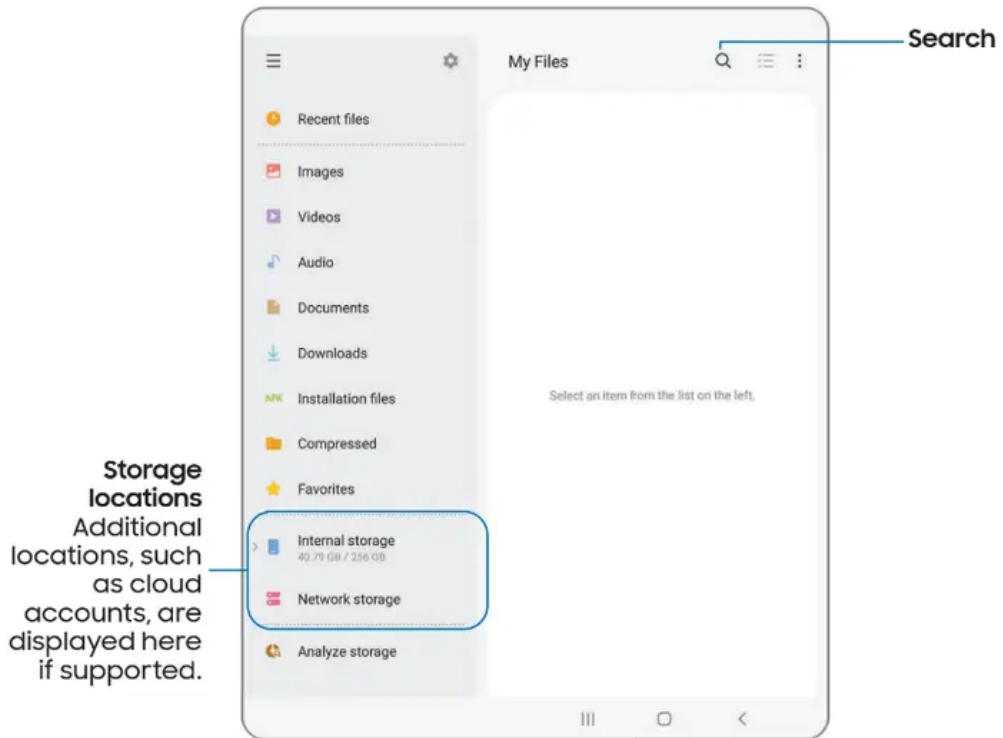 Search
My Files
Recent files
Images
Videos
Audio
Documents
Downloads
APK Installation files
Compressed
Favorites
Internal storage
40.79 GB / 256 GB
Network storage
Analyze storage
Select an item from the list on the left.
Storage
locations
Additional
locations, such
as cloud
accounts, are
displayed here
if supported.